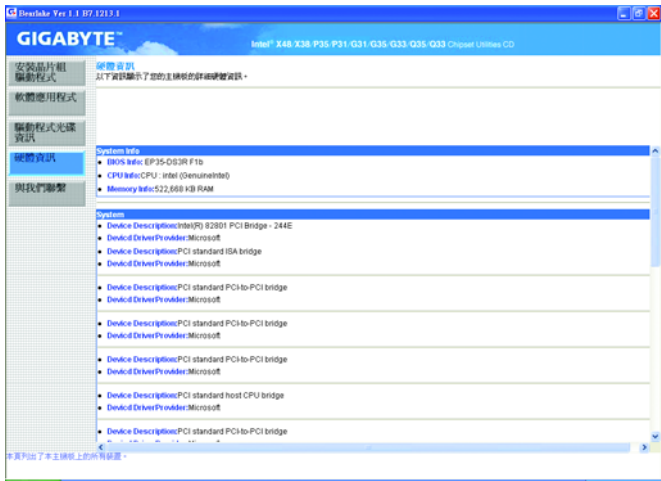 Bearlake Ver 1.1 B7.1213.1
GIGABYTE™
Intel® X48/X38/P35/P31/G31/G35/G33/Q35/Q33 Chipset Utilities CD
安裝晶片組
驅動程式
軟體應用程式
驅動程式光碟
資訊
硬體資訊
與我們聯繫
硬體資訊
以下資訊顯示了您的主機板的詳細硬體資訊。
System Info
• BIOS Info: EP35-DS3R F1b
• CPU Info:CPU : intel (GenuineIntel)
• Memory Info:522,668 KB RAM
System
• Device Description:Intel(R) 82801 PCI Bridge - 244E
• Devicd DriverProvider:Microsoft
• Device Description:PCI standard ISA bridge
• Devicd DriverProvider:Microsoft
• Device Description:PCI standard PCI-to-PCI bridge
• Devicd DriverProvider:Microsoft
• Device Description:PCI standard PCI-to-PCI bridge
• Devicd DriverProvider:Microsoft
• Device Description:PCI standard PCI-to-PCI bridge
• Devicd DriverProvider:Microsoft
• Device Description:PCI standard host CPU bridge
• Devicd DriverProvider:Microsoft
• Device Description:PCI standard PCI-to-PCI bridge
本頁列出了本主機板上的所有裝置。